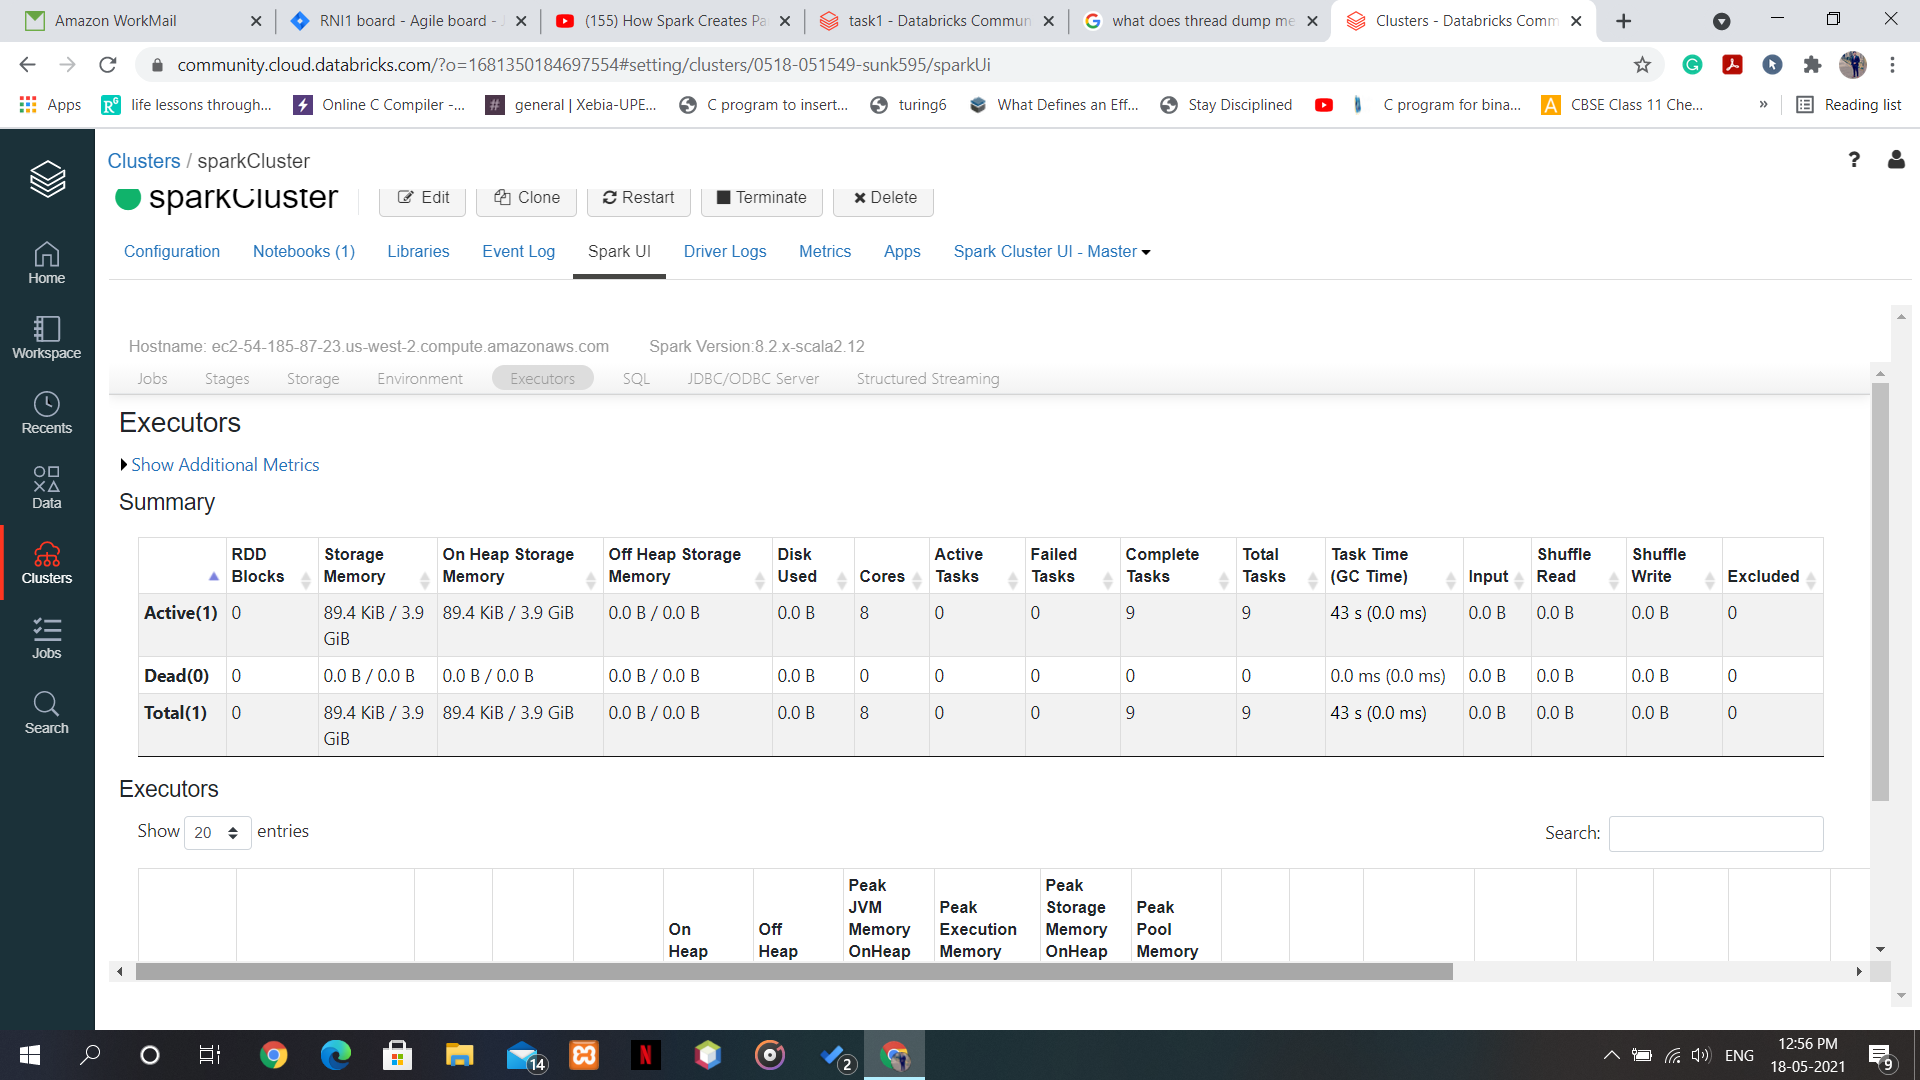 Amazon WorkMail
RNI1 board - Agile board - J
(155) How Spark Creates Pa
task1 - Databricks Commun
what does thread dump me
Clusters - Databricks Comm
community.cloud.databricks.com/?o=1681350184697554#setting/clusters/0518-051549-sunk595/sparkUi
Apps
life lessons through...
Online C Compiler -...
general | Xebia-UPE...
C program to insert...
turing6
What Defines an Eff...
Stay Disciplined
C program for bina...
CBSE Class 11 Che...
»
Reading list
Clusters / sparkCluster
?
sparkCluster
Edit
Clone
Restart
Terminate
Delete
Configuration
Notebooks (1)
Libraries
Event Log
Spark UI
Driver Logs
Metrics
Apps
Spark Cluster UI - Master
Home
Workspace
Recents
Data
Clusters
Jobs
Search
Hostname: ec2-54-185-87-23.us-west-2.compute.amazonaws.com Spark Version:8.2.x-scala2.12
Jobs Stages Storage Environment Executors SQL JDBC/ODBC Server Structured Streaming
Executors
Show Additional Metrics
Summary
RDD Blocks Storage Memory On Heap Storage Memory Off Heap Storage Memory Disk Used Cores Active Tasks Failed Tasks Complete Tasks Total Tasks Task Time (GC Time) Input Shuffle Read Shuffle Write Excluded
Active(1) 0 89.4 KiB / 3.9 GiB 89.4 KiB / 3.9 GiB 0.0 B / 0.0 B 0.0 B 8 0 0 9 9 43 s (0.0 ms) 0.0 B 0.0 B 0.0 B 0
Dead(0) 0 0.0 B / 0.0 B 0.0 B / 0.0 B 0.0 B / 0.0 B 0.0 B 0 0 0 0 0 0.0 ms (0.0 ms) 0.0 B 0.0 B 0.0 B 0
Total(1) 0 89.4 KiB / 3.9 GiB 89.4 KiB / 3.9 GiB 0.0 B / 0.0 B 0.0 B 8 0 0 9 9 43 s (0.0 ms) 0.0 B 0.0 B 0.0 B 0
Executors
Show 20 entries
Search:
On Heap
Off Heap
Peak JVM Memory OnHeap
Peak Execution Memory
Peak Storage Memory OnHeap
Peak Pool Memory
14
2
ENG
12:56 PM
18-05-2021
9